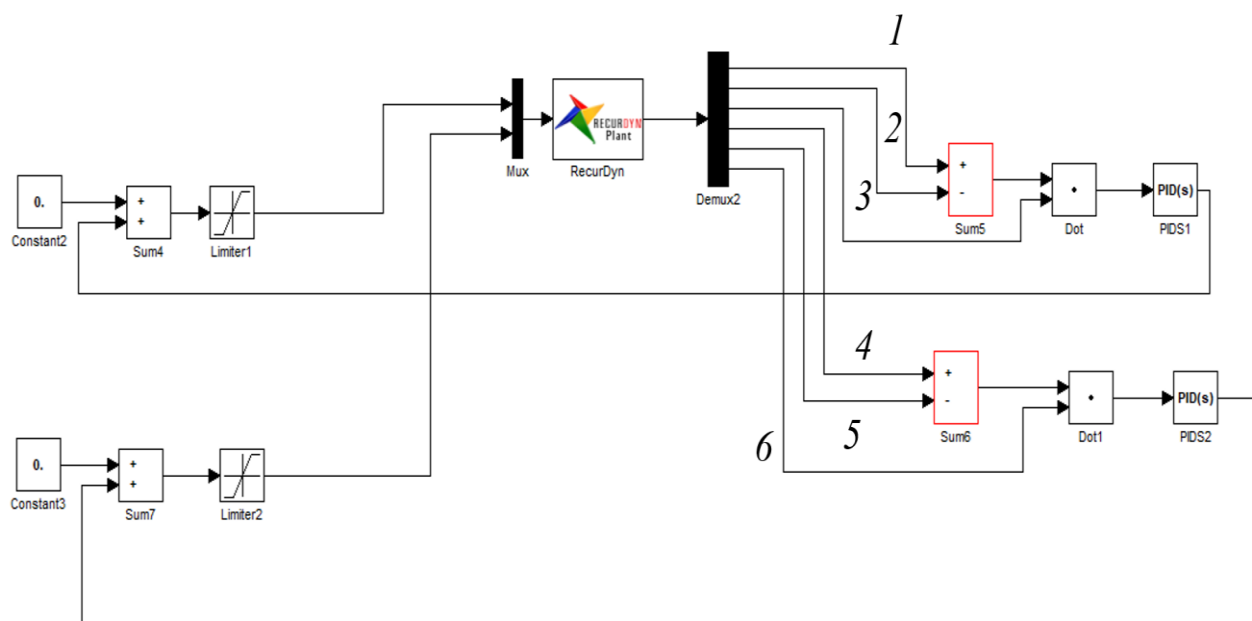 1
2
3
RECURDYN
Plant
Mux
RecurDyn
Demux2
+
-
Sum5
Dot
PID(s)
PIDS1
0.
Constant2
+
+
Sum4
Limiter1
4
5
6
+
-
Sum6
Dot1
PID(s)
PIDS2
0.
Constant3
+
+
Sum7
Limiter2